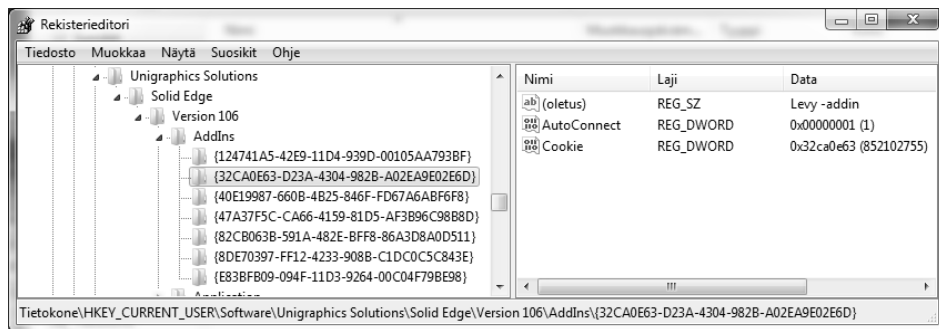 Rekisterieditori
Tiedosto Muokkaa Näytä Suosikit Ohje
Unigraphics Solutions
Solid Edge
Version 106
AddIns
{124741A5-42E9-11D4-939D-00105AA793BF}
{32CA0E63-D23A-4304-982B-A02EA9E02E6D}
{40E19987-660B-4B25-846F-FD67A6ABF6F8}
{47A37F5C-CA66-4159-81D5-AF3B96C98B8D}
{82CB063B-591A-482E-BFF8-86A3D8A0D511}
{8DE70397-FF12-4233-908B-C1DC0C5C843E}
{E83BFB09-094F-11D3-9264-00C04F79BE98}
Nimi Laji Data
(oletus) REG_SZ Levy -addin
AutoConnect REG_DWORD 0x00000001 (1)
Cookie REG_DWORD 0x32ca0e63 (852102755)
Tietokone\HKEY_CURRENT_USER\Software\Unigraphics Solutions\Solid Edge\Version 106\AddIns\{32CA0E63-D23A-4304-982B-A02EA9E02E6D}